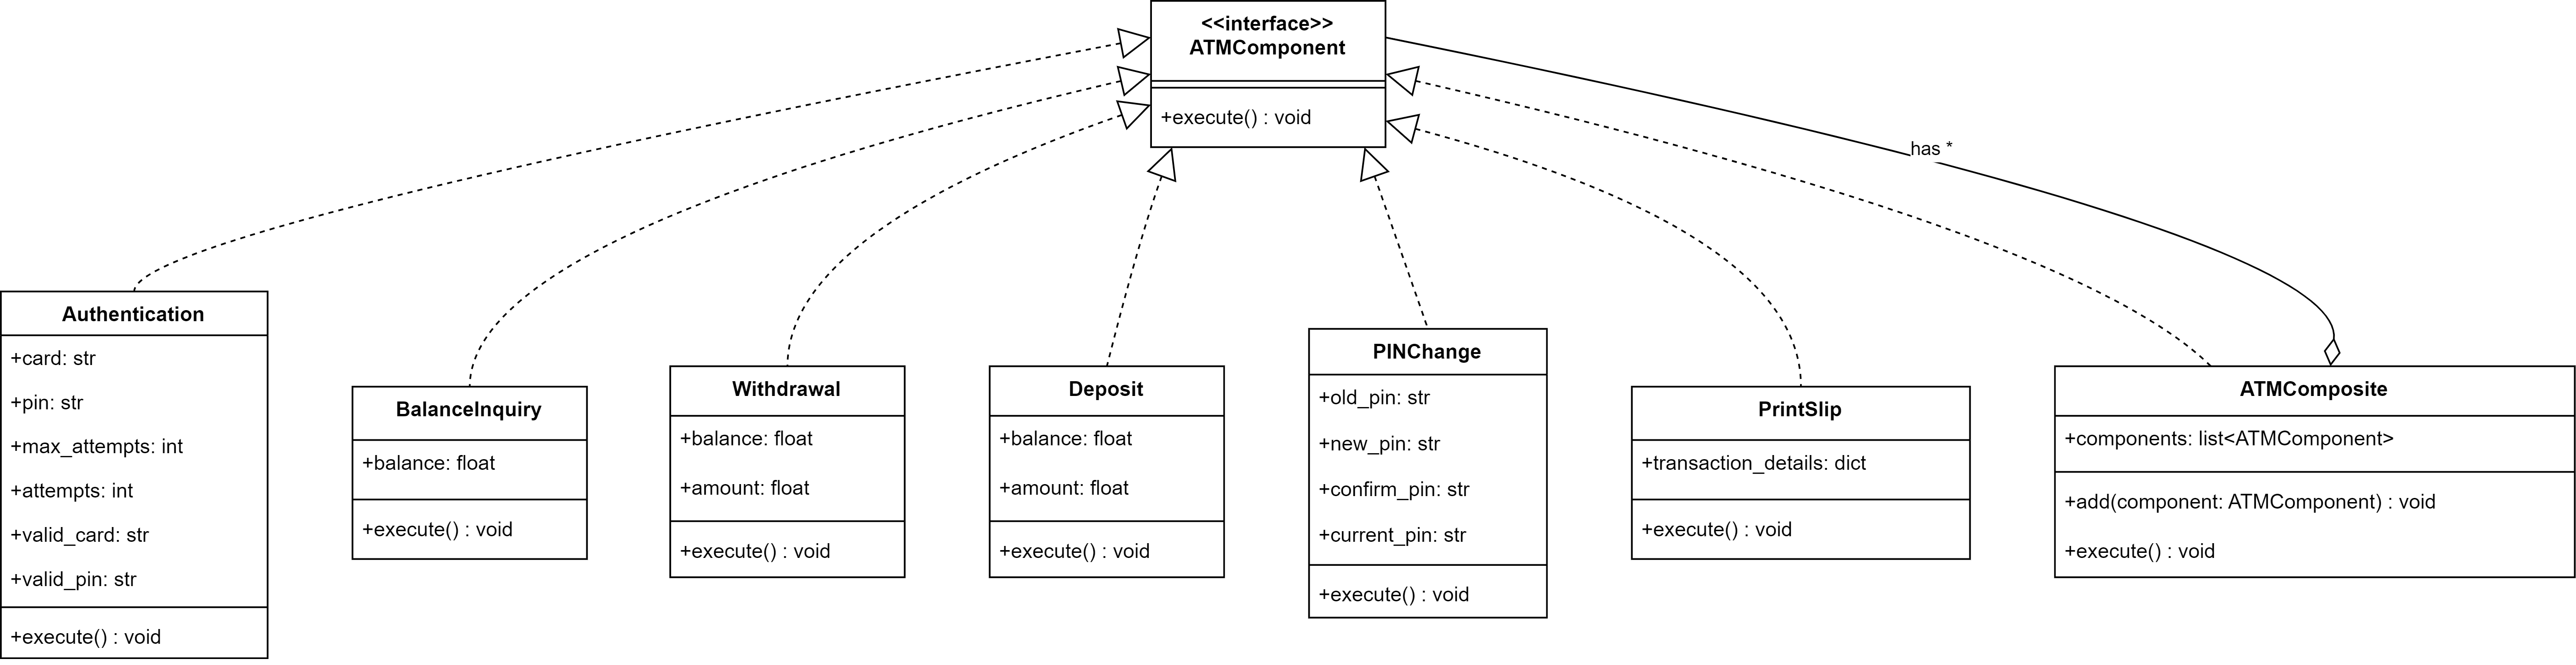 <<interface>>
ATMComponent
+execute() : void
has *
Authentication
+card: str
+pin: str
+max_attempts: int
+attempts: int
+valid_card: str
+valid_pin: str
+execute() : void
BalanceInquiry
+balance: float
+execute() : void
Withdrawal
+balance: float
+amount: float
+execute() : void
Deposit
+balance: float
+amount: float
+execute() : void
PINChange
+old_pin: str
+new_pin: str
+confirm_pin: str
+current_pin: str
+execute() : void
PrintSlip
+transaction_details: dict
+execute() : void
ATMComposite
+components: list<ATMComponent>
+add(component: ATMComponent) : void
+execute() : void